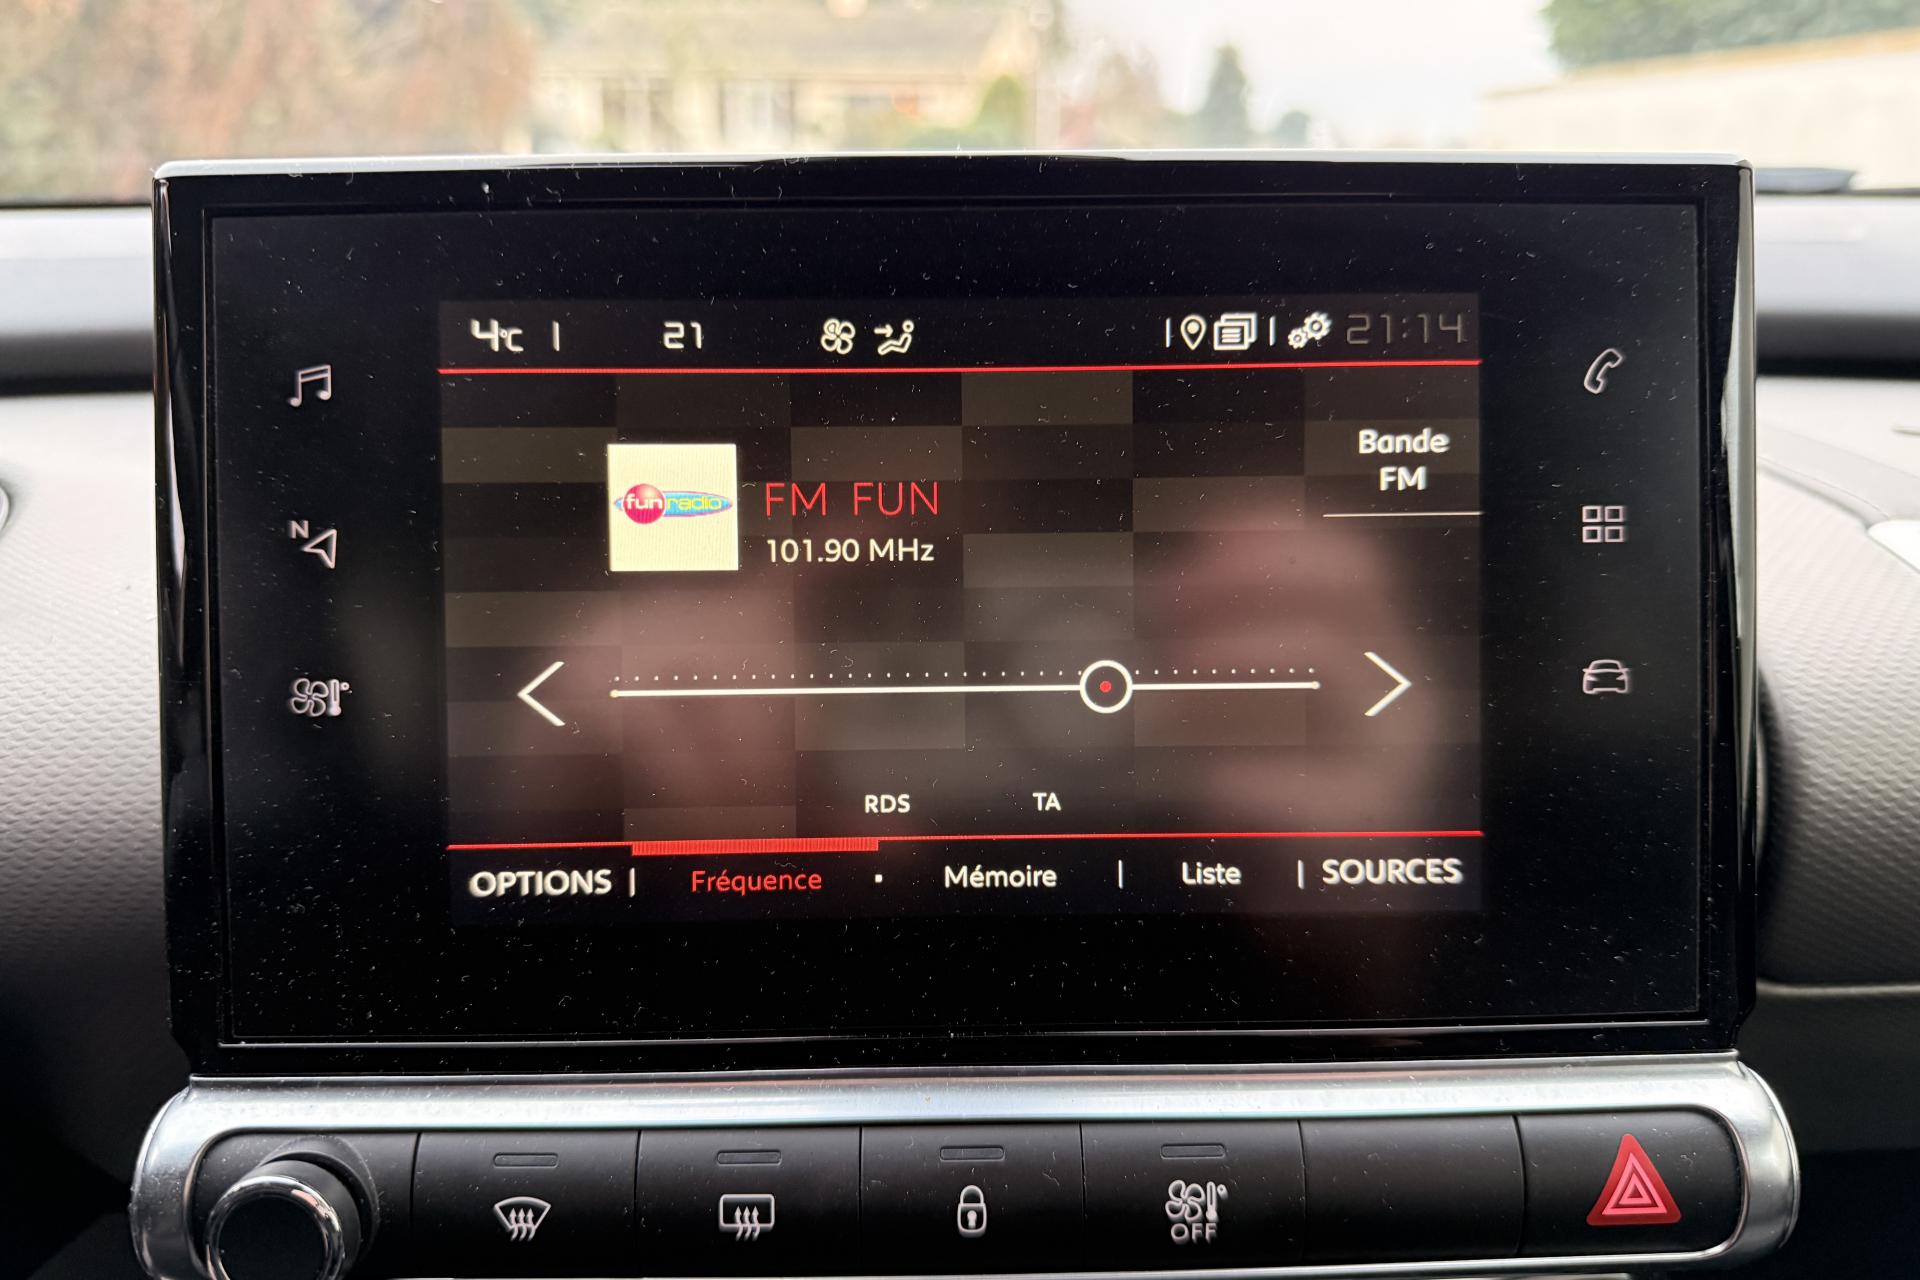 4°C
21
21:14
N
Bande
FM
fun radio
FM FUN
101.90 MHz
RDS TA
OPTIONS Fréquence Mémoire Liste SOURCES
OFF